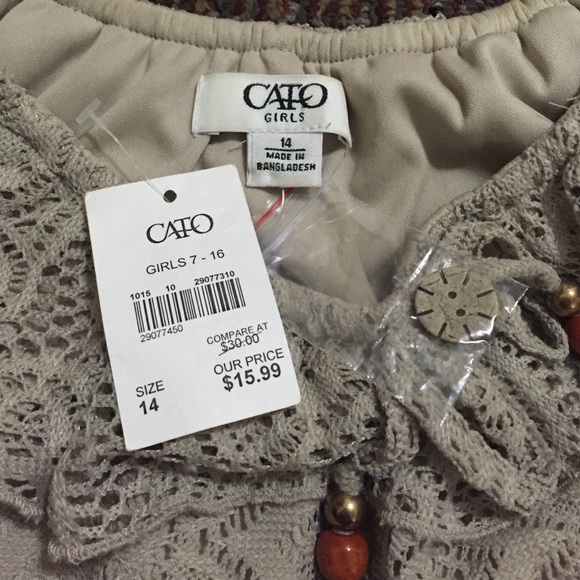 CATO
GIRLS
14
MADE IN
BANGLADESH
CATO
GIRLS 7 - 16
1015 10 29077310
29077450
COMPARE AT
$30.00
OUR PRICE
$15.99
SIZE
14